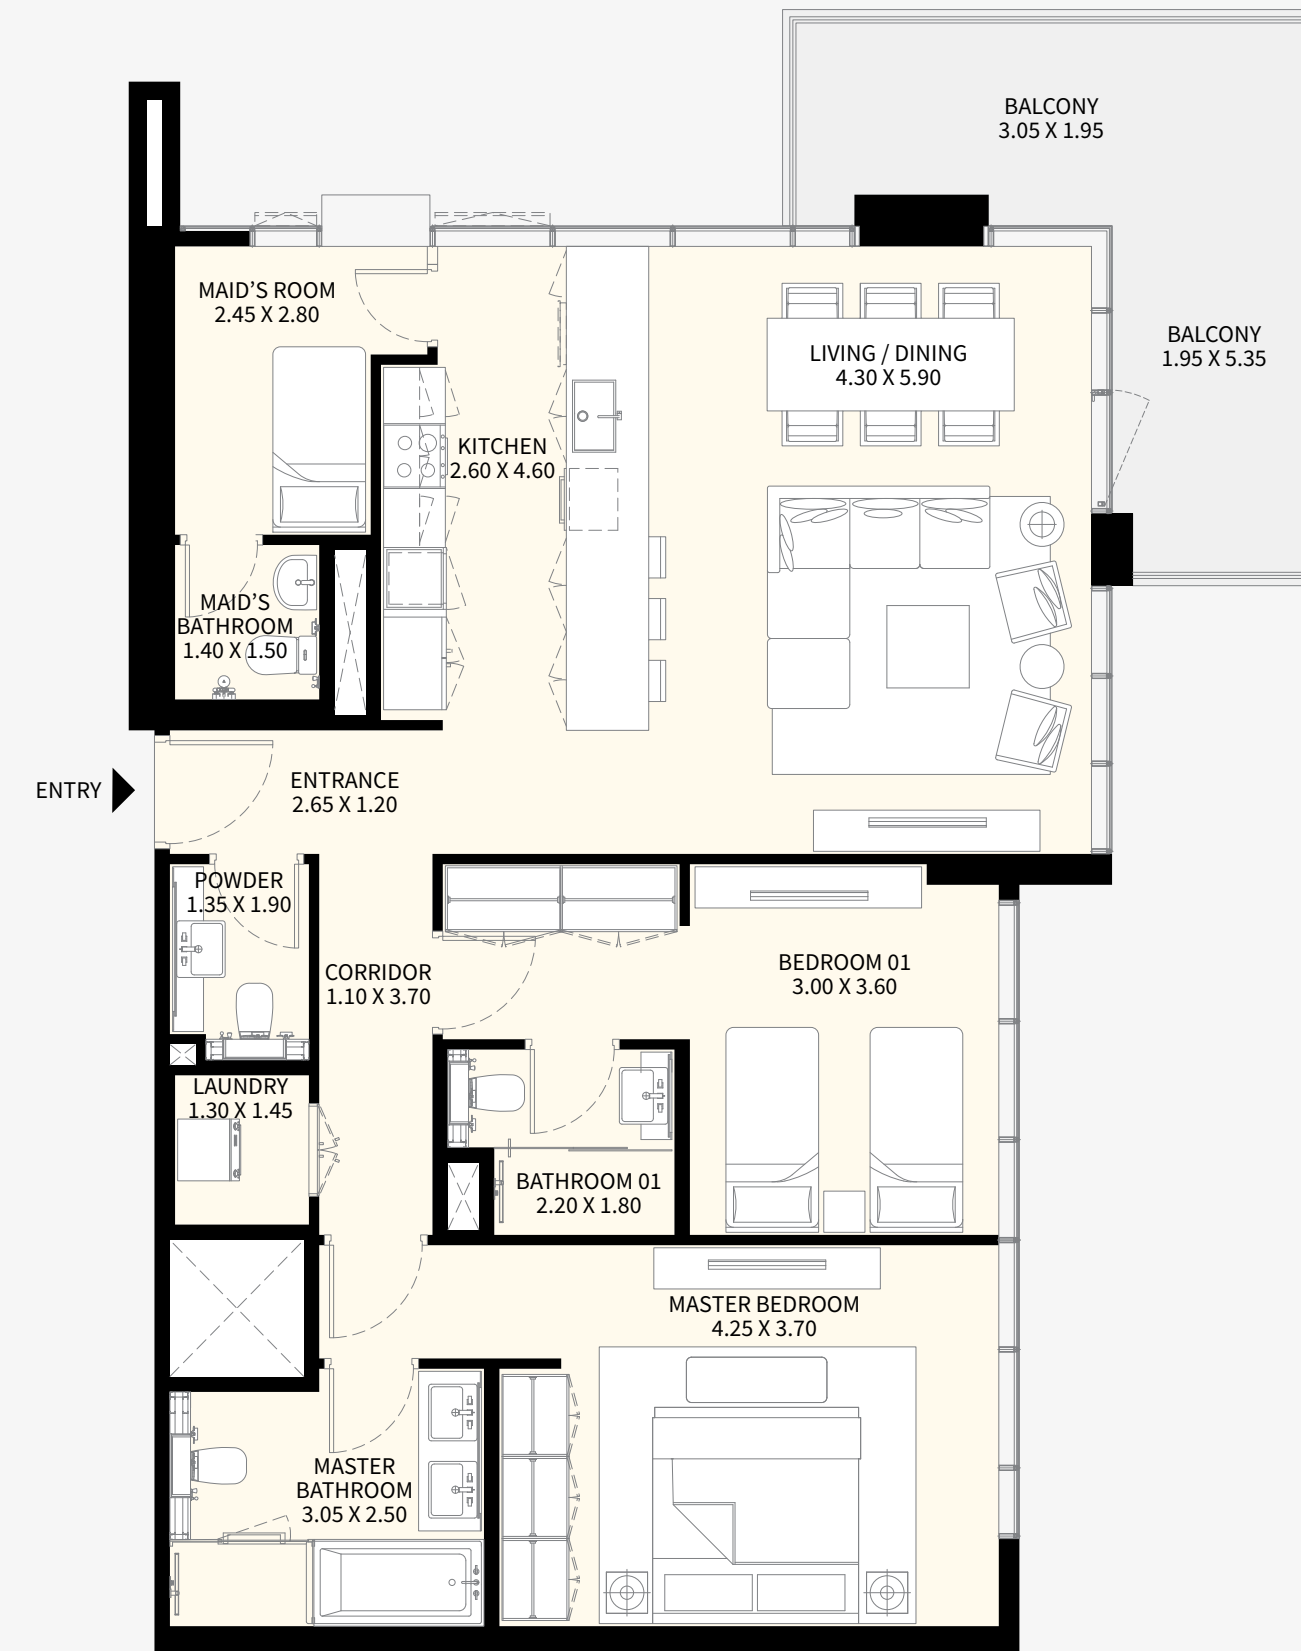 BALCONY
3.05 X 1.95
MAID’S ROOM
2.45 X 2.80
LIVING / DINING
4.30 X 5.90
BALCONY
1.95 X 5.35
KITCHEN
2.60 X 4.60
MAID’S
BATHROOM
1.40 X 1.50
ENTRY
ENTRANCE
2.65 X 1.20
POWDER
1.35 X 1.90
CORRIDOR
1.10 X 3.70
BEDROOM 01
3.00 X 3.60
LAUNDRY
1.30 X 1.45
BATHROOM 01
2.20 X 1.80
MASTER BEDROOM
4.25 X 3.70
MASTER
BATHROOM
3.05 X 2.50